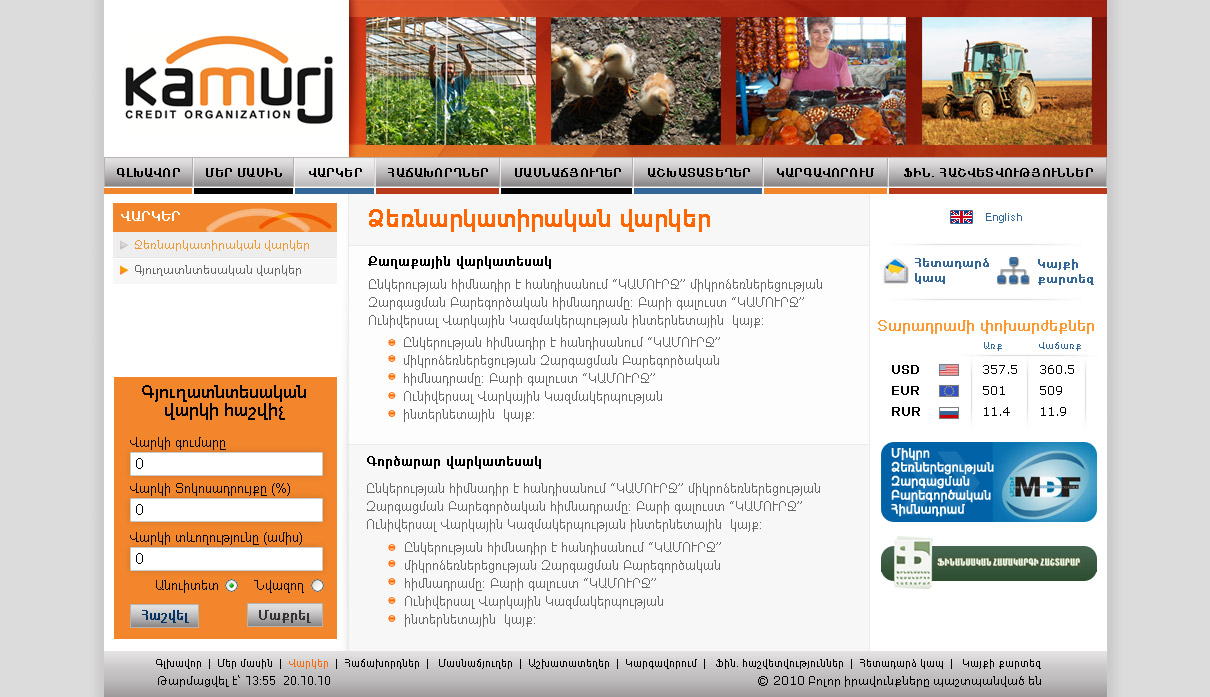 kamurj
CREDIT ORGANIZATION
ԳԼԽԱՎՈՐ ՄԵՐ ՄԱՍԻՆ ՎԱՐԿԵՐ ՀԱՃԱԽՈՐԴՆԵՐ ՄԱՍՆԱՃՅՈՒՂԵՐ ԱՇԽԱՏԱՏԵՂԵՐ ԿԱՐԳԱՎՈՐՈՒՄ ՖԻՆ. ՀԱՇՎԵՏՎՈՒԹՅՈՒՆՆԵՐ
ՎԱՐԿԵՐ
Ձեռնարկատիրական վարկեր
Գյուղատնտեսական վարկեր
Գյուղատնտեսական
վարկի հաշվիչ
Վարկի գումարը
0
Վարկի Տոկոսադրույքը (%)
0
Վարկի տևողությունը (ամիս)
0
Անուիտետ Նվազող
Հաշվել Մաքրել
Ձեռնարկատիրական վարկեր
Քաղաքային վարկատեսակ
Ընկերության հիմնադիր է հանդիսանում “ԿԱՄՈՒՐՋ” միկրոձեռներեցության
Զարգացման Բարեգործական հիմնադրամը: Բարի գալուստ “ԿԱՄՈՒՐՋ”
Ունիվերսալ Վարկային Կազմակերպության ինտերնետային կայք:
Ընկերության հիմնադիր է հանդիսանում “ԿԱՄՈՒՐՋ”
միկրոձեռներեցության Զարգացման Բարեգործական
հիմնադրամը: Բարի գալուստ “ԿԱՄՈՒՐՋ”
Ունիվերսալ Վարկային Կազմակերպության
ինտերնետային կայք:
Գործարար վարկատեսակ
Ընկերության հիմնադիր է հանդիսանում “ԿԱՄՈՒՐՋ” միկրոձեռներեցության
Զարգացման Բարեգործական հիմնադրամը: Բարի գալուստ “ԿԱՄՈՒՐՋ”
Ունիվերսալ Վարկային Կազմակերպության ինտերնետային կայք:
Ընկերության հիմնադիր է հանդիսանում “ԿԱՄՈՒՐՋ”
միկրոձեռներեցության Զարգացման Բարեգործական
հիմնադրամը: Բարի գալուստ “ԿԱՄՈՒՐՋ”
Ունիվերսալ Վարկային Կազմակերպության
ինտերնետային կայք:
English
Հետադարձ
կապ
Կայքի
քարտեզ
Տարադրամի փոխարժեքներ
Առք Վաճառք
USD 357.5 360.5
EUR 501 509
RUR 11.4 11.9
Միկրո
Ձեռներեցության
Զարգացման
Բարեգործական
Հիմնադրամ
MDF
ՖԻՆԱՆՍԱԿԱՆ ՀԱՄԱԿԱՐԳԻ ՀԱՇՏԱՐԱՐ
Գլխավոր | Մեր մասին | Վարկեր | Հաճախորդներ | Մասնաճյուղեր | Աշխատատեղեր | Կարգավորում | Ֆին. հաշվետվություններ | Հետադարձ կապ | Կայքի քարտեզ
Թարմացվել է՝ 13:55 20.10.10 © 2010 Բոլոր իրավունքները պաշտպանված են